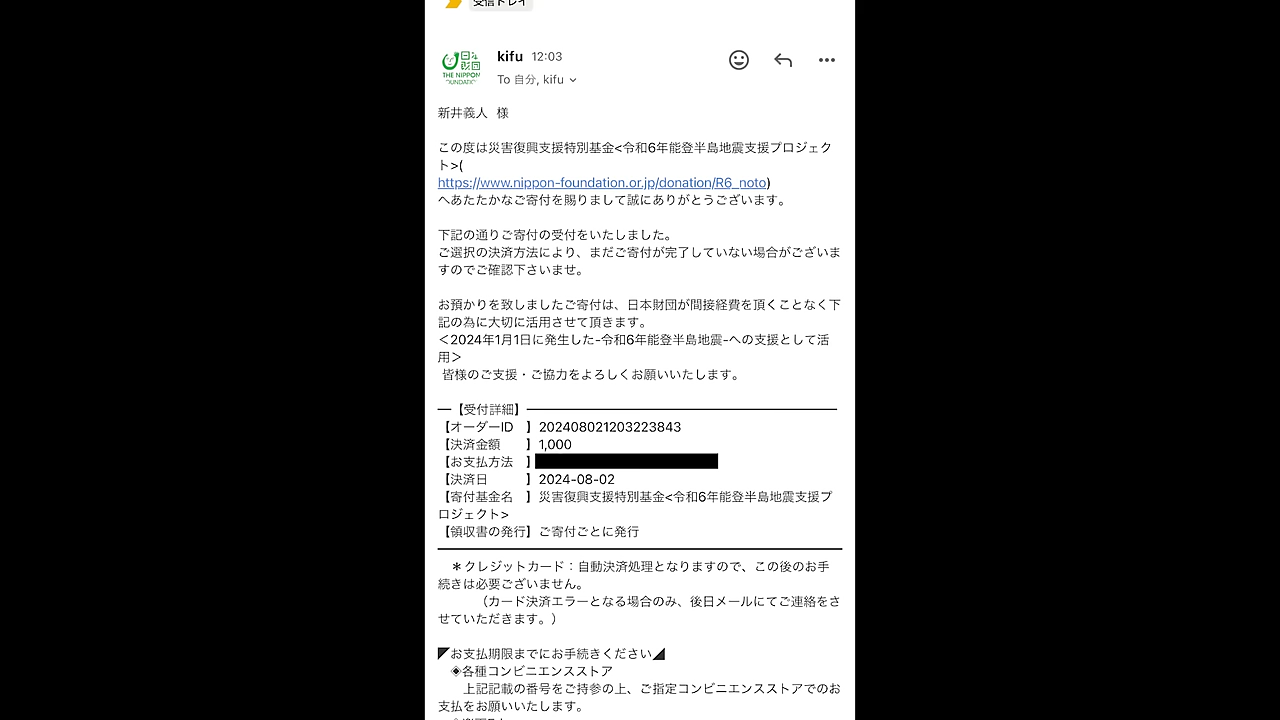 受信トレイ
kifu 12:03
To 自分, kifu
日本財団
THE NIPPON
FOUNDATION
新井義人 様
この度は災害復興支援特別基金<令和6年能登半島地震支援プロジェク
ト>(
https://www.nippon-foundation.or.jp/donation/R6_noto)
へあたたかなご寄付を賜りまして誠にありがとうございます。
下記の通りご寄付の受付をいたしました。
ご選択の決済方法により、まだご寄付が完了していない場合がございま
すのでご確認下さいませ。
お預かりを致しましたご寄付は、日本財団が間接経費を頂くことなく下
記の為に大切に活用させて頂きます。
＜2024年1月1日に発生した-令和6年能登半島地震-への支援として活
用＞
皆様のご支援・ご協力をよろしくお願いいたします。
―【受付詳細】―――――――――――――――――――――――
【オーダーID 】202408021203223843
【決済金額 】1,000
【お支払方法 】
【決済日 】2024-08-02
【寄付基金名 】災害復興支援特別基金<令和6年能登半島地震支援プ
ロジェクト>
【領収書の発行】ご寄付ごとに発行
＊クレジットカード：自動決済処理となりますので、この後のお手
続きは必要ございません。
（カード決済エラーとなる場合のみ、後日メールにてご連絡をさ
せていただきます。）
◤お支払期限までにお手続きください◢
◈各種コンビニエンスストア
上記記載の番号をご持参の上、ご指定コンビニエンスストアでのお
支払をお願いいたします。